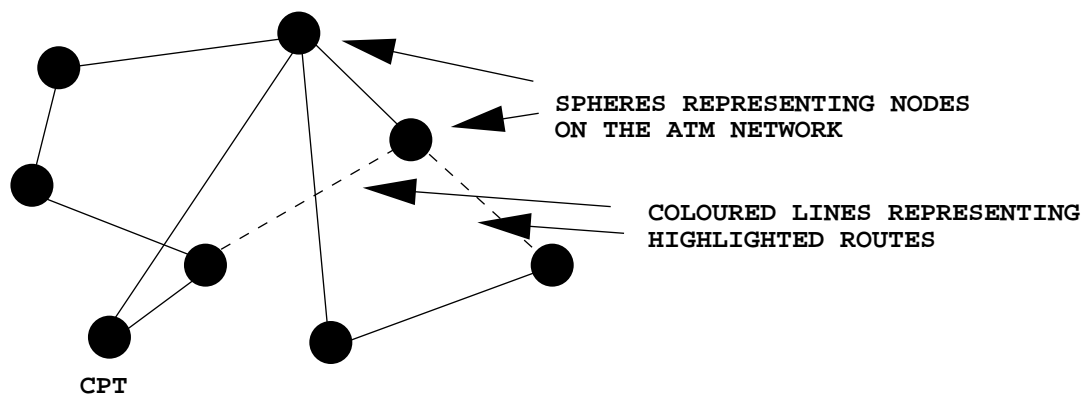 SPHERES REPRESENTING NODES
ON THE ATM NETWORK
COLOURED LINES REPRESENTING
HIGHLIGHTED ROUTES
CPT